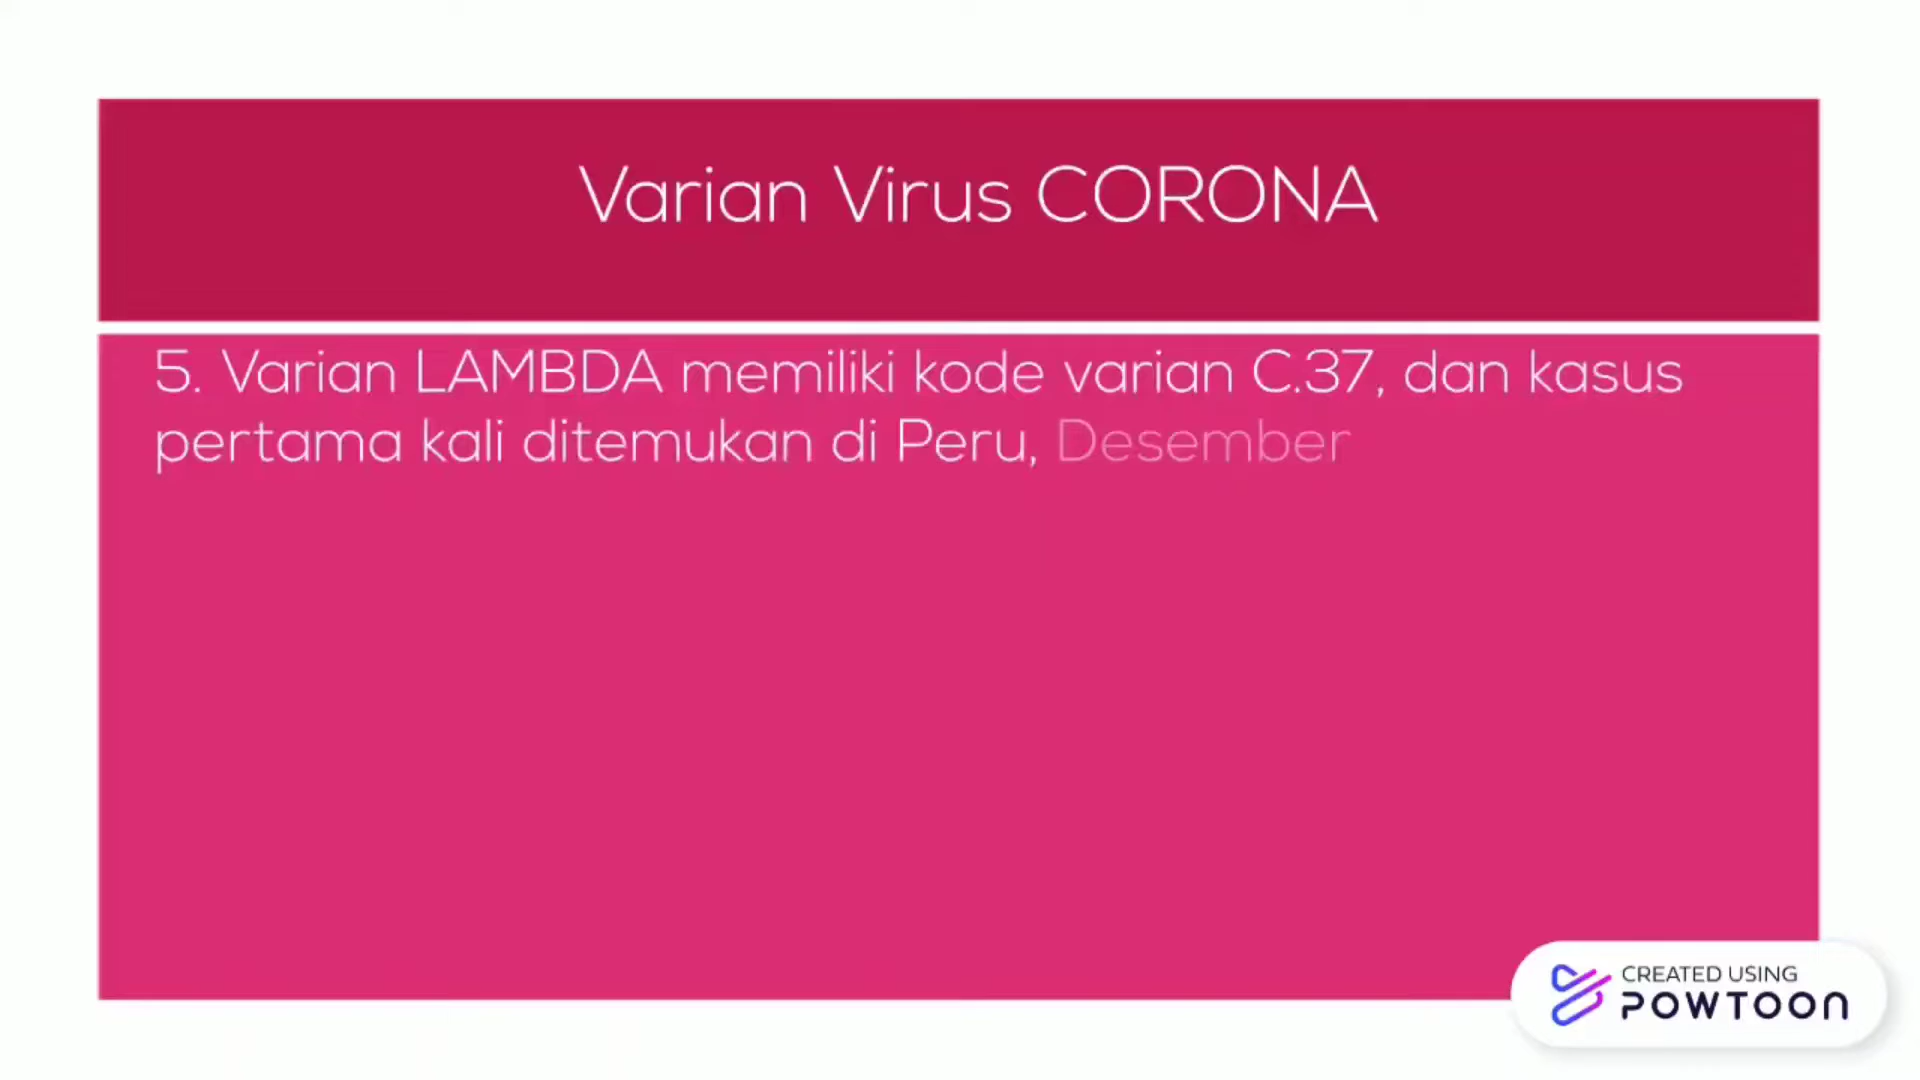 Varian Virus CORONA
5. Varian LAMBDA memiliki kode varian C.37, dan kasus
pertama kali ditemukan di Peru, Desember
CREATED USING
POWTOON